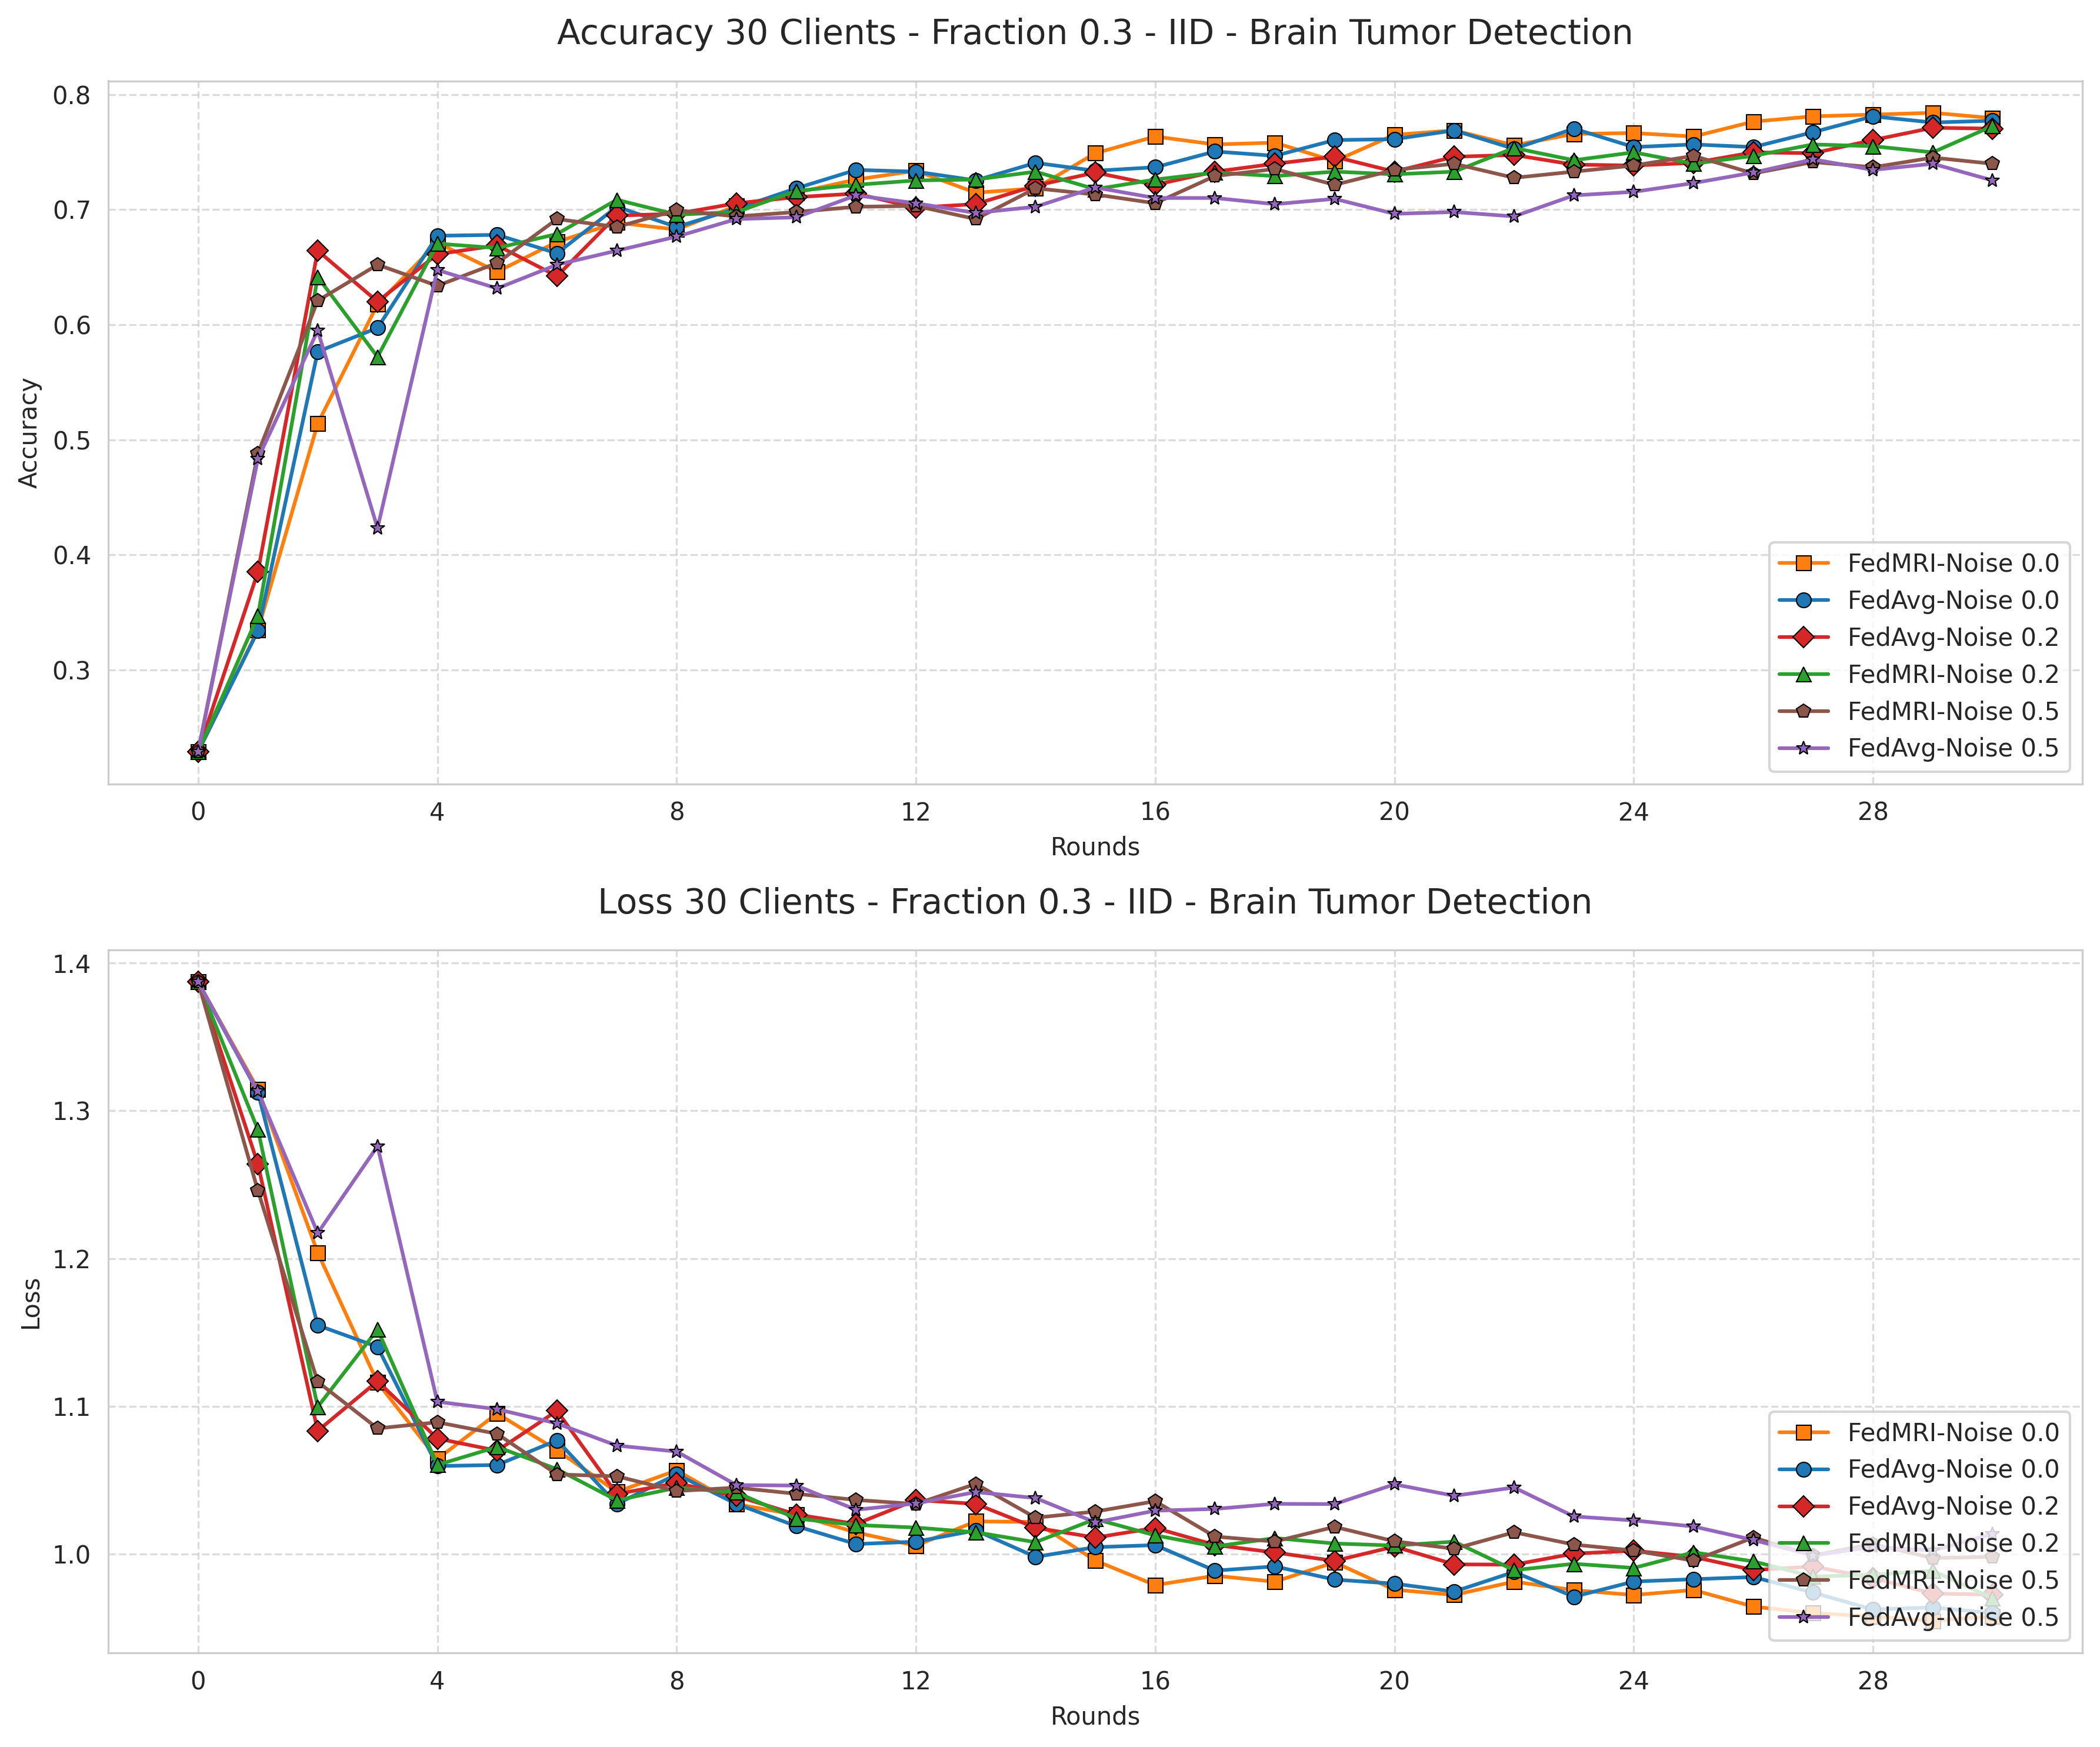 Accuracy 30 Clients - Fraction 0.3 - IID - Brain Tumor Detection
0.8
0.7
0.6
0.5
0.4
0.3
Accuracy
FedMRI-Noise 0.0
FedAvg-Noise 0.0
FedAvg-Noise 0.2
FedMRI-Noise 0.2
FedMRI-Noise 0.5
FedAvg-Noise 0.5
0 4 8 12 16 20 24 28
Rounds
Loss 30 Clients - Fraction 0.3 - IID - Brain Tumor Detection
1.4
1.3
1.2
1.1
1.0
Loss
FedMRI-Noise 0.0
FedAvg-Noise 0.0
FedAvg-Noise 0.2
FedMRI-Noise 0.2
FedMRI-Noise 0.5
FedAvg-Noise 0.5
0 4 8 12 16 20 24 28
Rounds